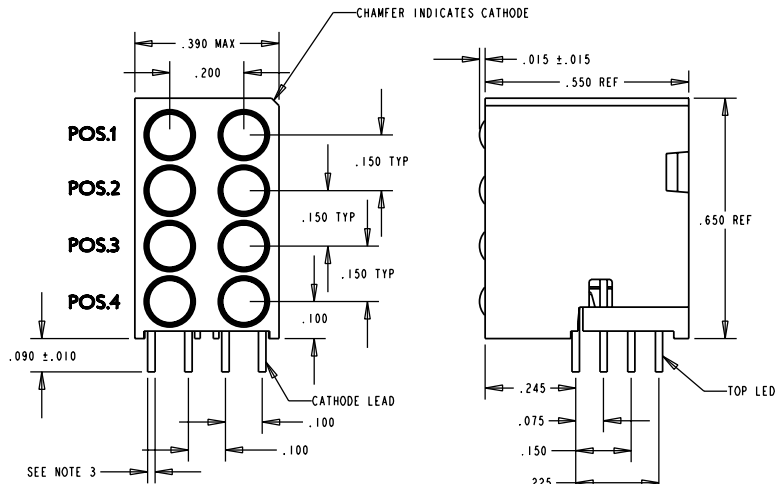 CHAMFER INDICATES CATHODE
.390 MAX
.200
.015 ±.015
.550 REF
POS.1
POS.2
POS.3
POS.4
.150 TYP
.150 TYP
.150 TYP
.100
.650 REF
.090 ±.010
CATHODE LEAD
.100
.100
SEE NOTE 3
TOP LED
.245
.075
.150
.225